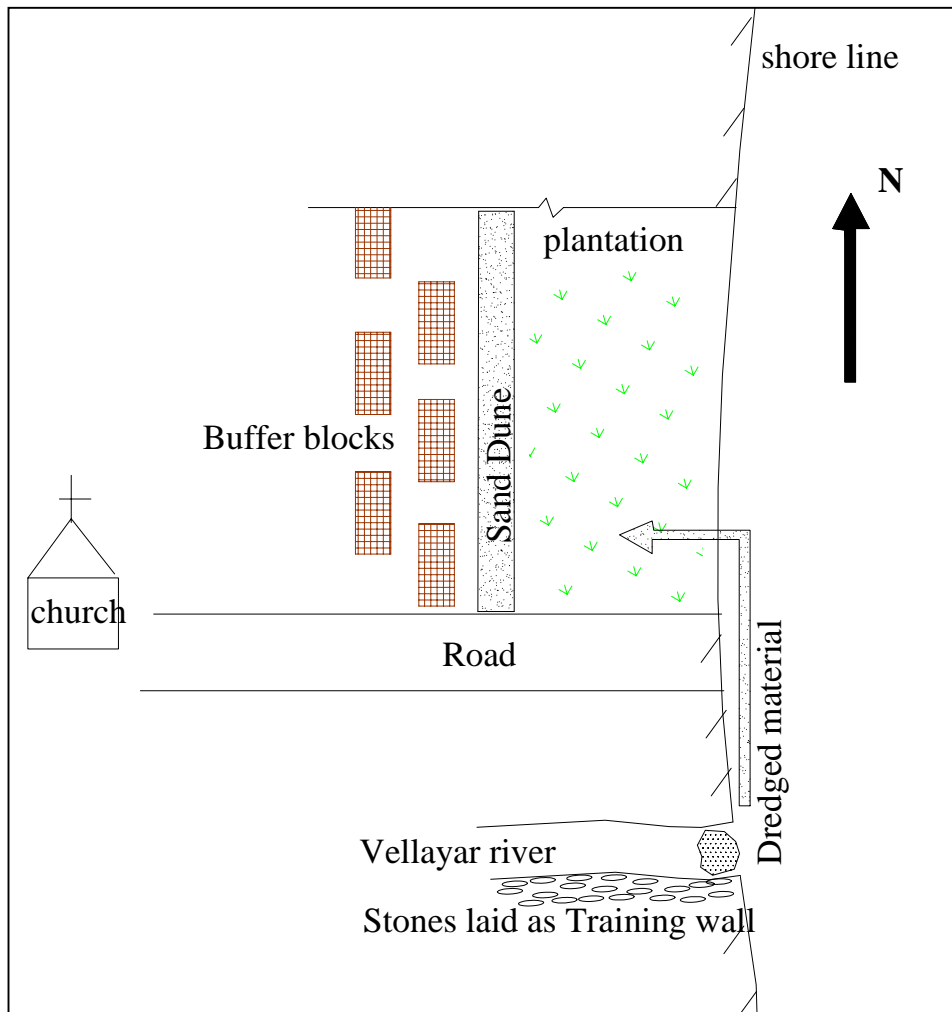 shore line
N
plantation
Buffer blocks
Sand Dune
church
Road
Dredged material
Vellayar river
Stones laid as Training wall